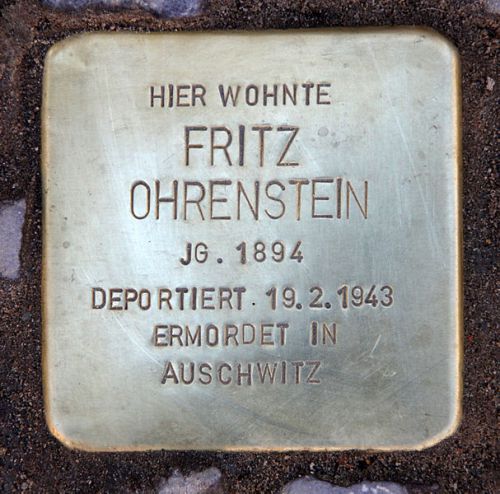 HIER WOHNTE
FRITZ
OHRENSTEIN
JG. 1894
DEPORTIERT 19.2.1943
ERMORDET IN
AUSCHWITZ